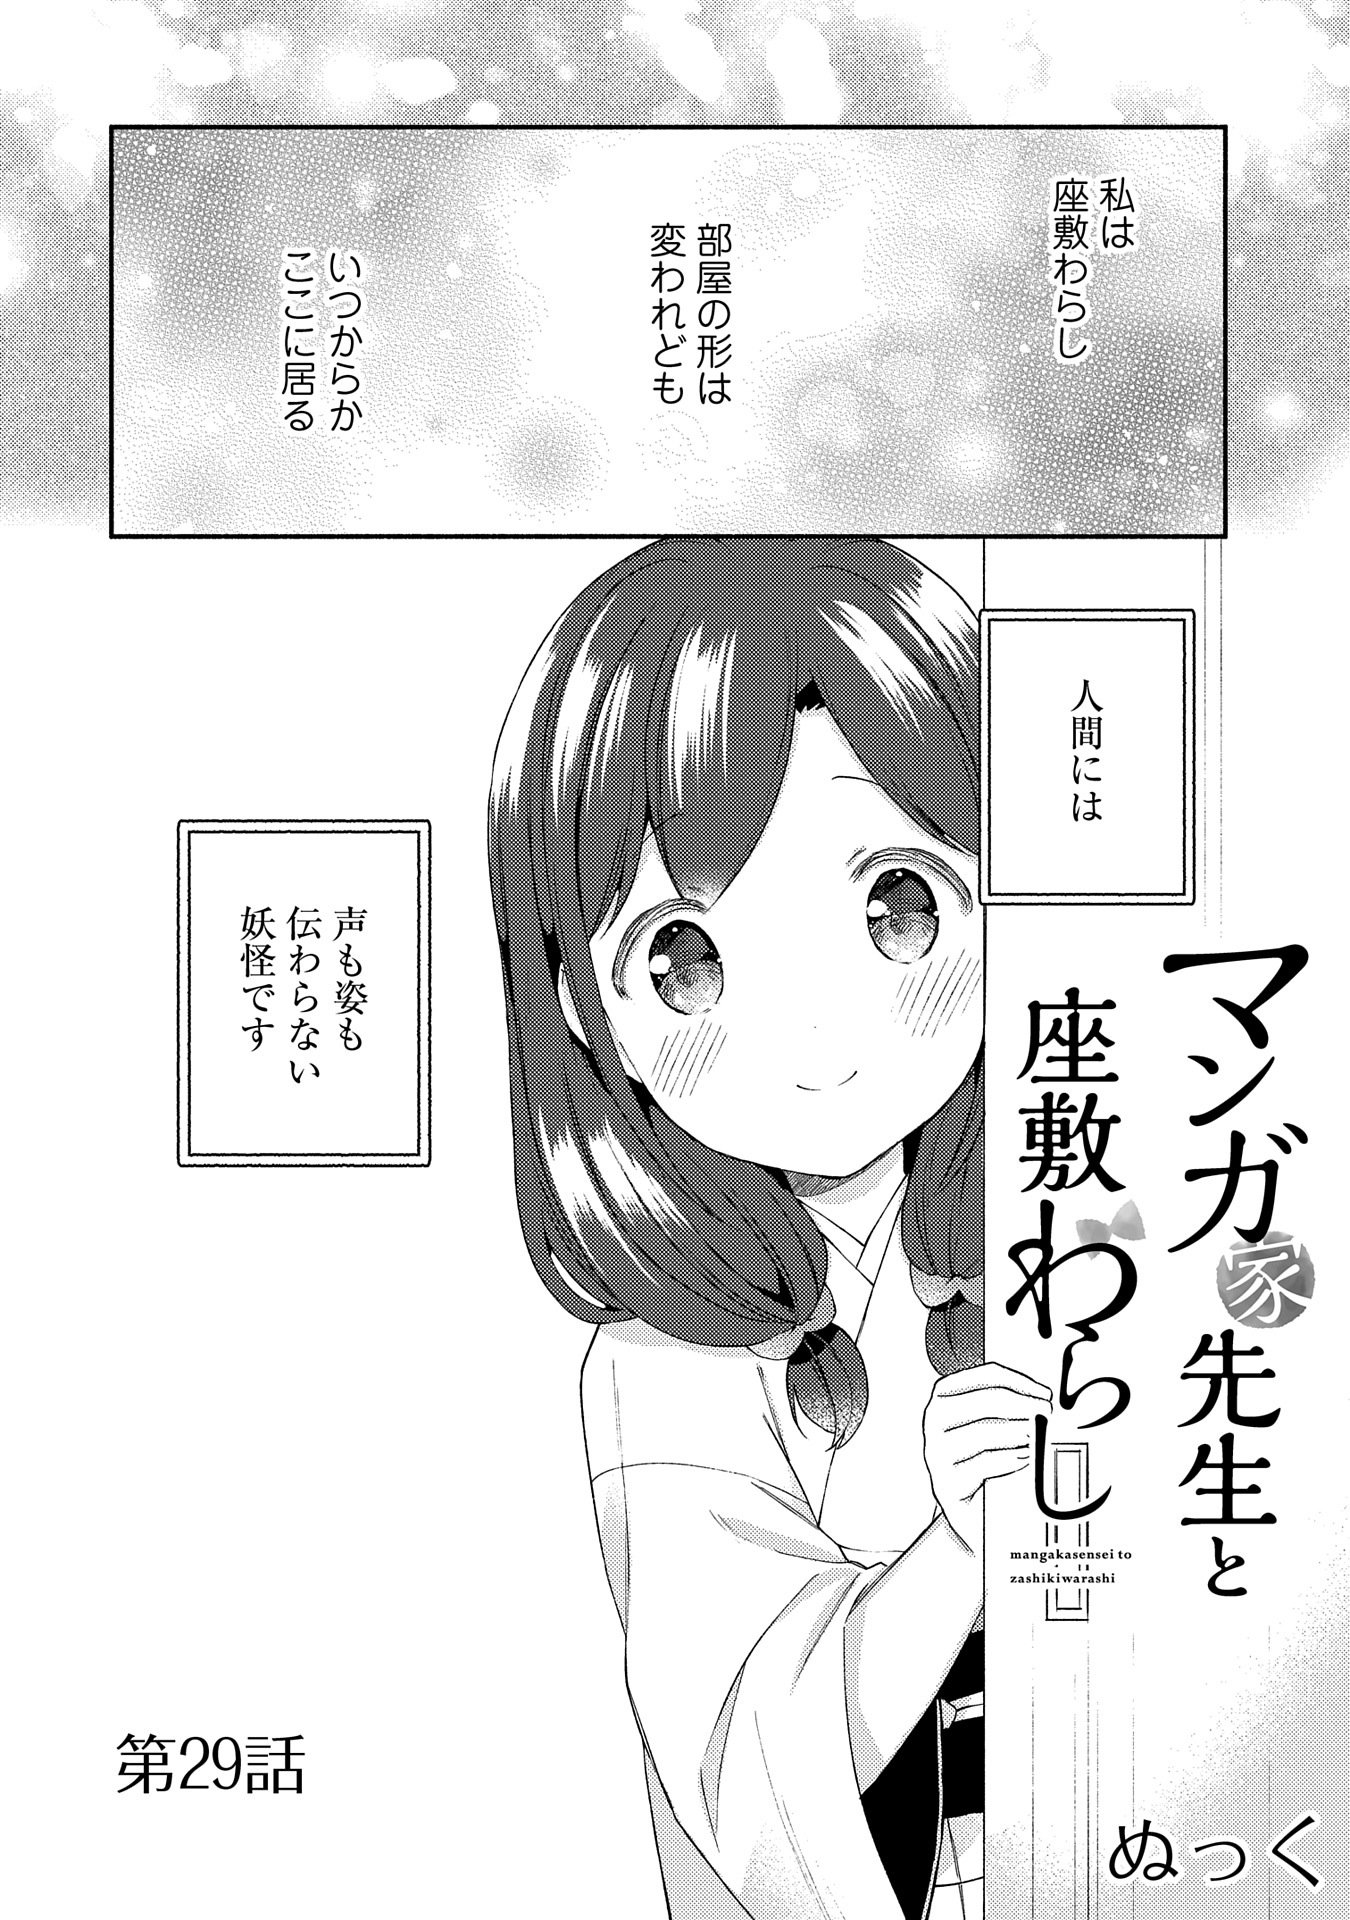 私は
座敷わらし
部屋の形は
変われども
いつからか
ここに居る
人間には
声も姿も
伝わらない
妖怪です
マンガ家先生と
座敷わらし
mangakasensei to
zashikiwarashi
第29話
ぬっく